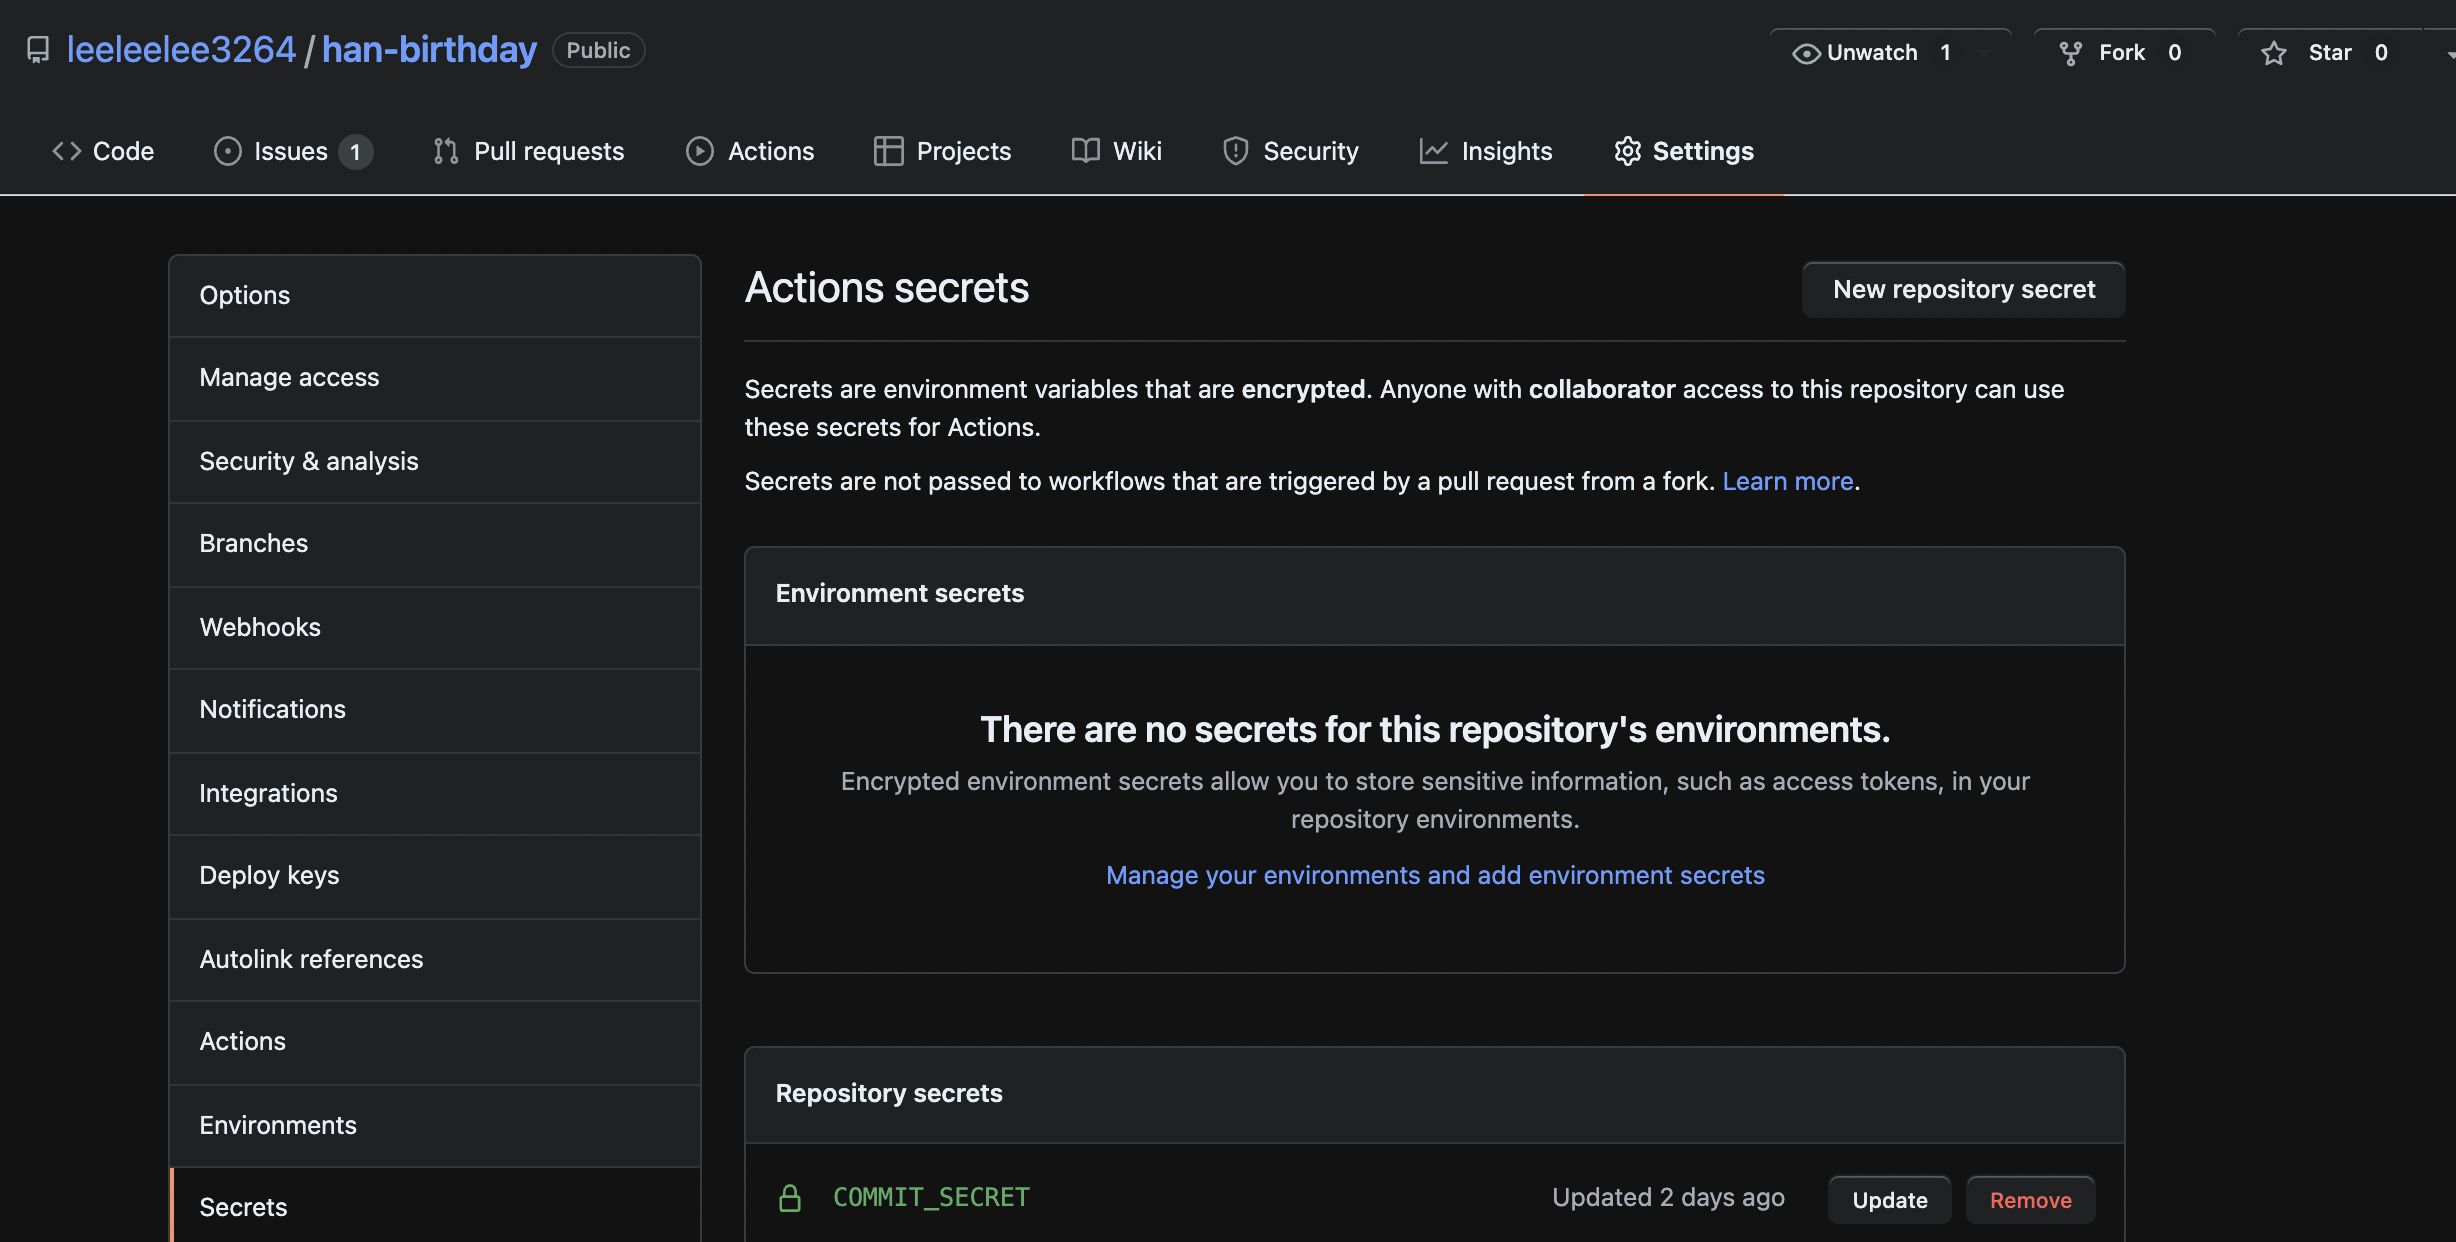 leeleelee3264 / han-birthday Public
Unwatch 1 Fork 0 Star 0
Code Issues 1 Pull requests Actions Projects Wiki Security Insights Settings
Options
Manage access
Security & analysis
Branches
Webhooks
Notifications
Integrations
Deploy keys
Autolink references
Actions
Environments
Secrets
Actions secrets
New repository secret
Secrets are environment variables that are encrypted. Anyone with collaborator access to this repository can use
these secrets for Actions.
Secrets are not passed to workflows that are triggered by a pull request from a fork. Learn more.
Environment secrets
There are no secrets for this repository's environments.
Encrypted environment secrets allow you to store sensitive information, such as access tokens, in your
repository environments.
Manage your environments and add environment secrets
Repository secrets
COMMIT_SECRET Updated 2 days ago Update Remove